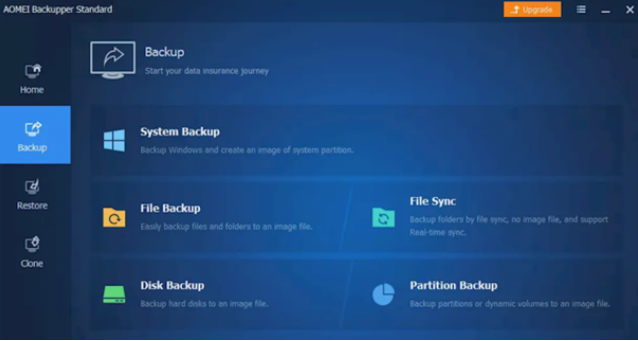 AOMEI Backupper Standard
Upgrade
Home
Backup
Restore
Clone
Backup
Start your data insurance journey
System Backup
Backup Windows and create an image of system partition.
File Backup
Easily backup files and folders to an image file.
File Sync
Backup folders by file sync, no image file, and support
Real-time sync.
Disk Backup
Backup hard disks to an image file.
Partition Backup
Backup partitions or dynamic volumes to an image file.